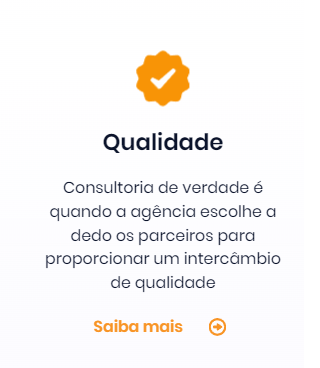 Qualidade
Consultoria de verdade é
quando a agência escolhe a
dedo os parceiros para
proporcionar um intercâmbio
de qualidade
Saiba mais